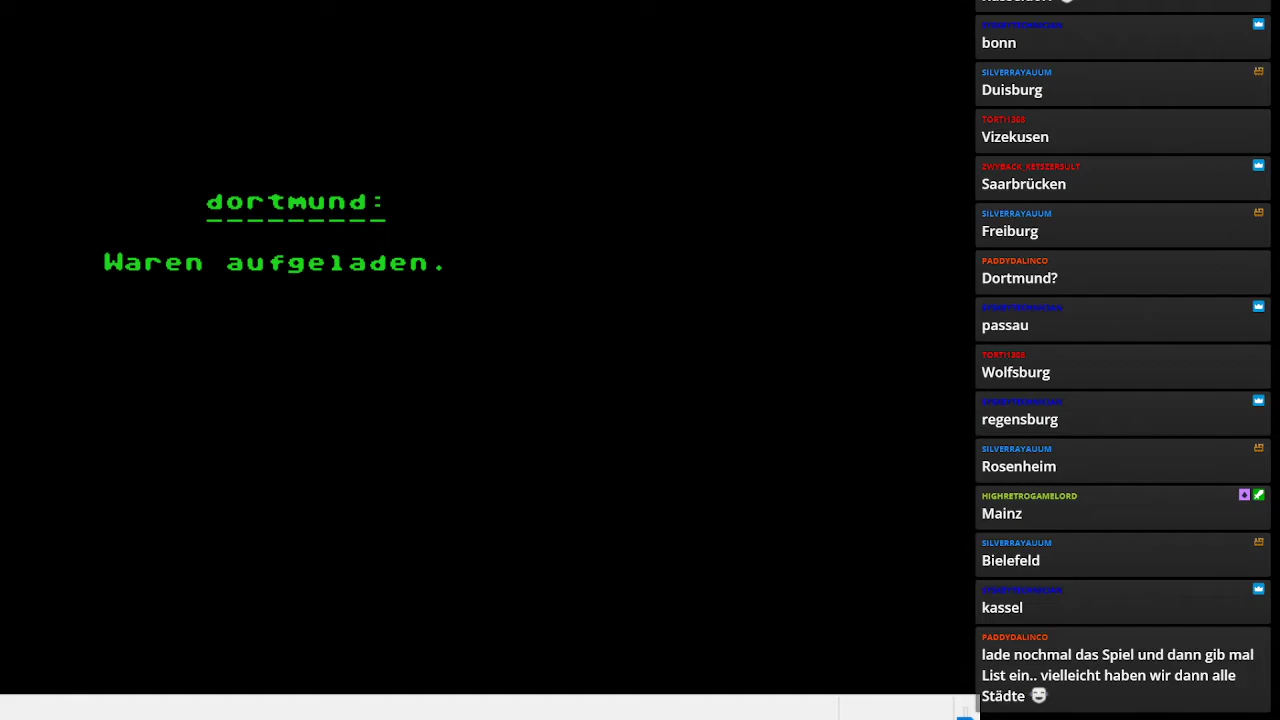 dortmund:
Waren aufgeladen.
bonn
SILVERRAYAUUM
Duisburg
TORTI1308
Vizekusen
ZWYBACK_KETSZERSULT
Saarbrücken
SILVERRAYAUUM
Freiburg
PADDYDALINCO
Dortmund?
passau
TORTI1308
Wolfsburg
regensburg
SILVERRAYAUUM
Rosenheim
HIGHRETROGAMELORD
Mainz
SILVERRAYAUUM
Bielefeld
kassel
PADDYDALINCO
lade nochmal das Spiel und dann gib mal
List ein.. vielleicht haben wir dann alle
Städte